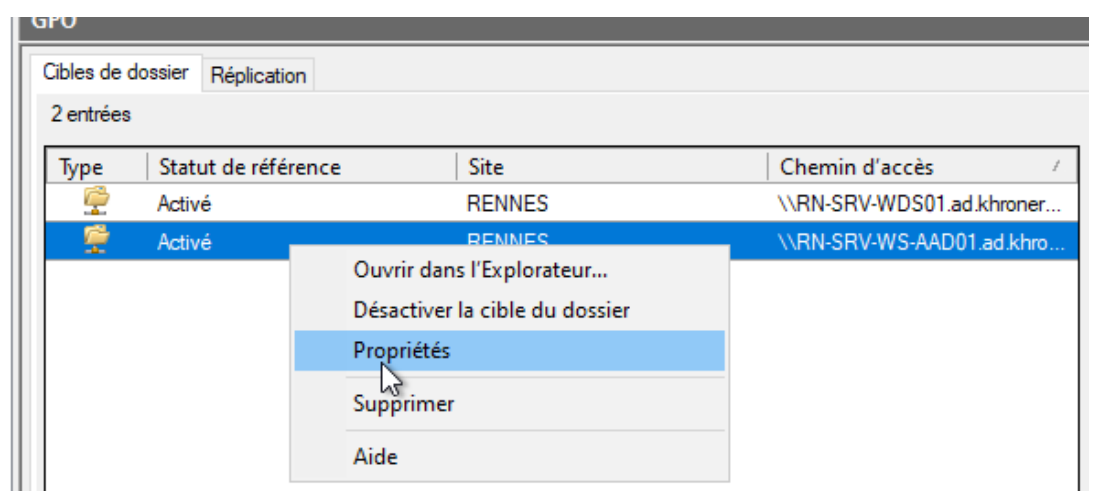 GPO
Cibles de dossier Réplication
2 entrées
Type Statut de référence Site Chemin d'accès
Activé RENNES \\RN-SRV-WDS01.ad.khroner...
Activé RENNES \\RN-SRV-WS-AAD01.ad.khro...
Ouvrir dans l'Explorateur...
Désactiver la cible du dossier
Propriétés
Supprimer
Aide